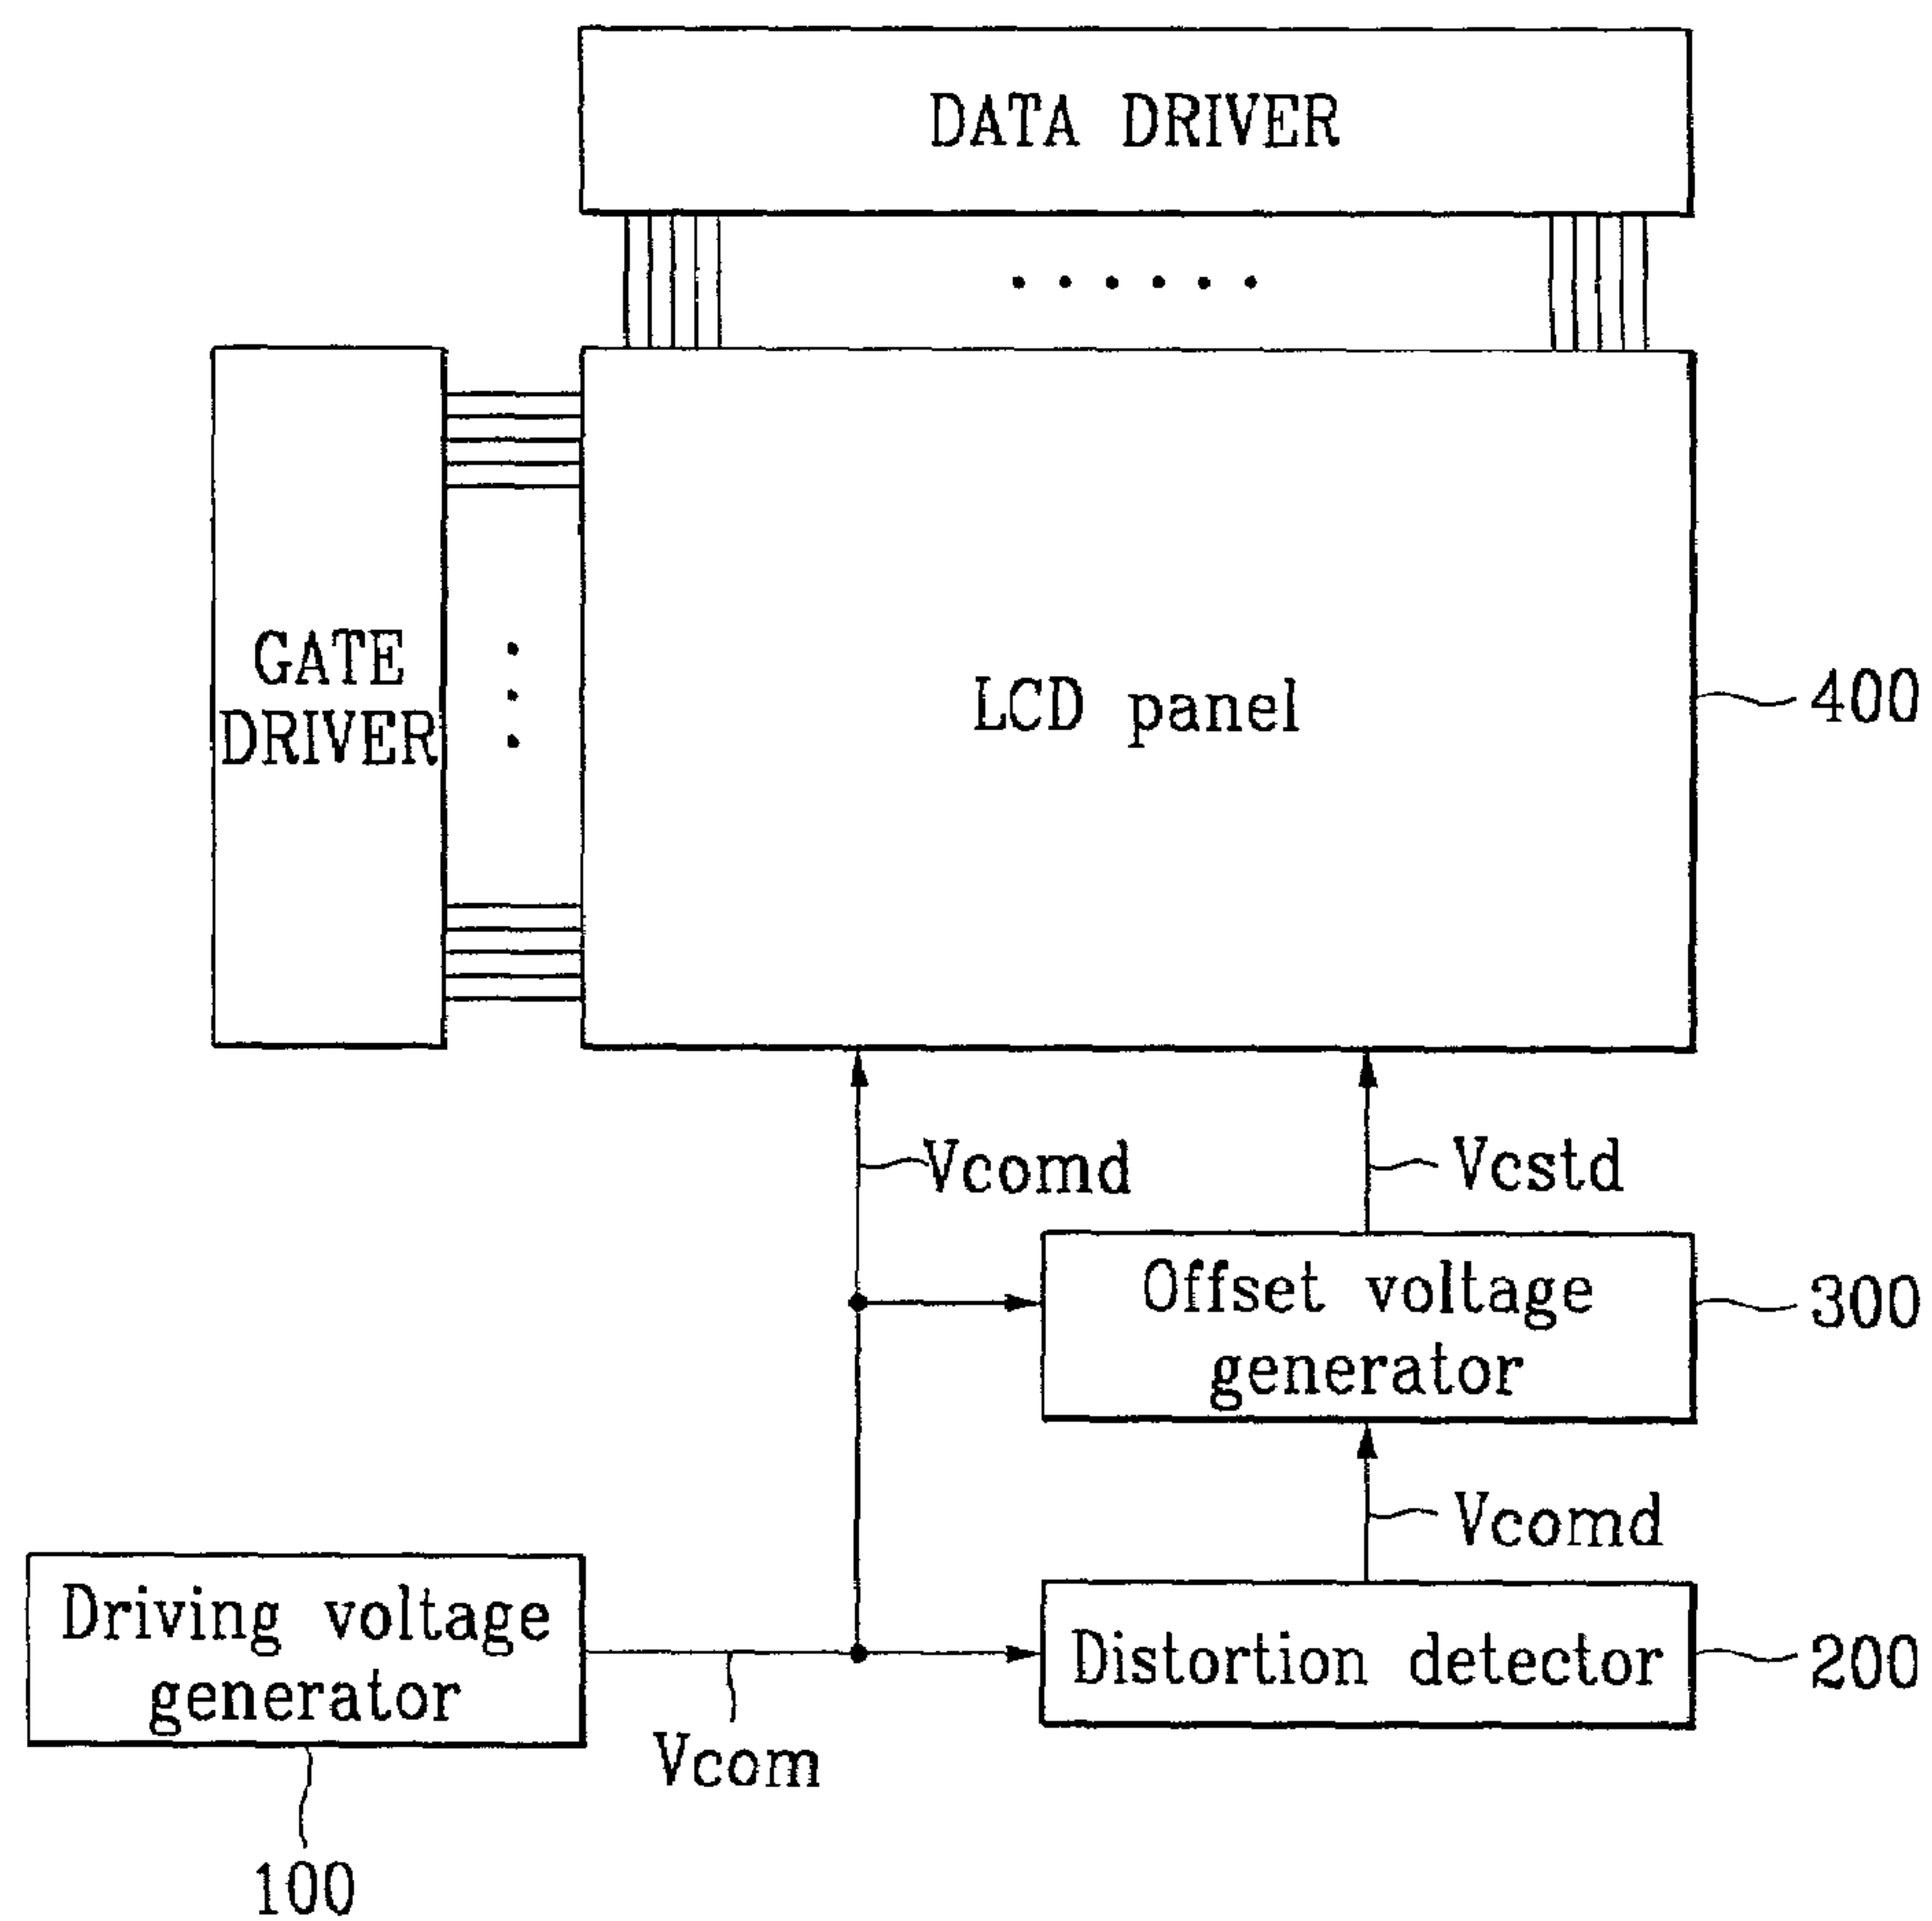 DATA DRIVER
GATE
DRIVER
LCD panel
400
Vcomd
Vcstd
Offset voltage
generator
300
Vcomd
Driving voltage
generator
Distortion detector
200
Vcom
100